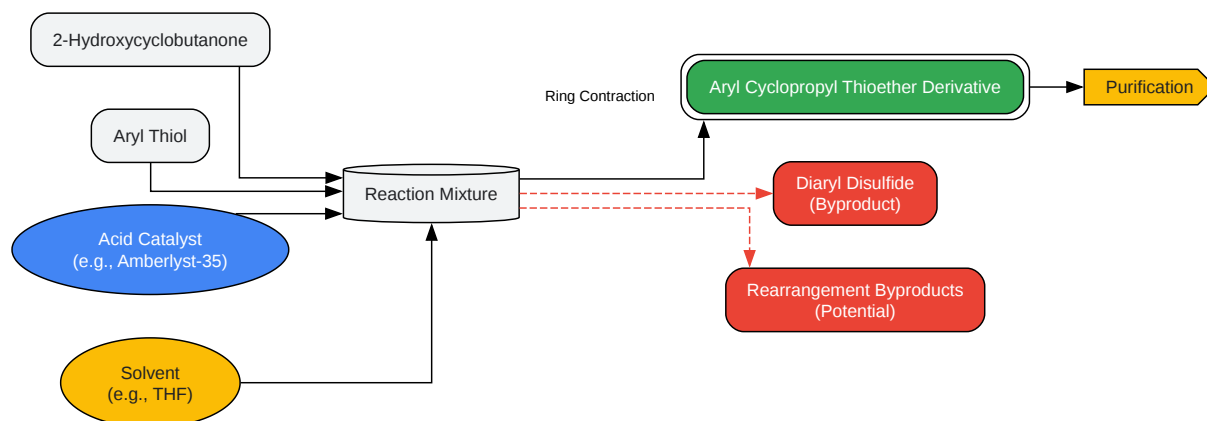 2-Hydroxycyclobutanone
Aryl Thiol
Acid Catalyst
(e.g., Amberlyst-35)
Solvent
(e.g., THF)
Reaction Mixture
Ring Contraction
Aryl Cyclopropyl Thioether Derivative
Purification
Diaryl Disulfide
(Byproduct)
Rearrangement Byproducts
(Potential)